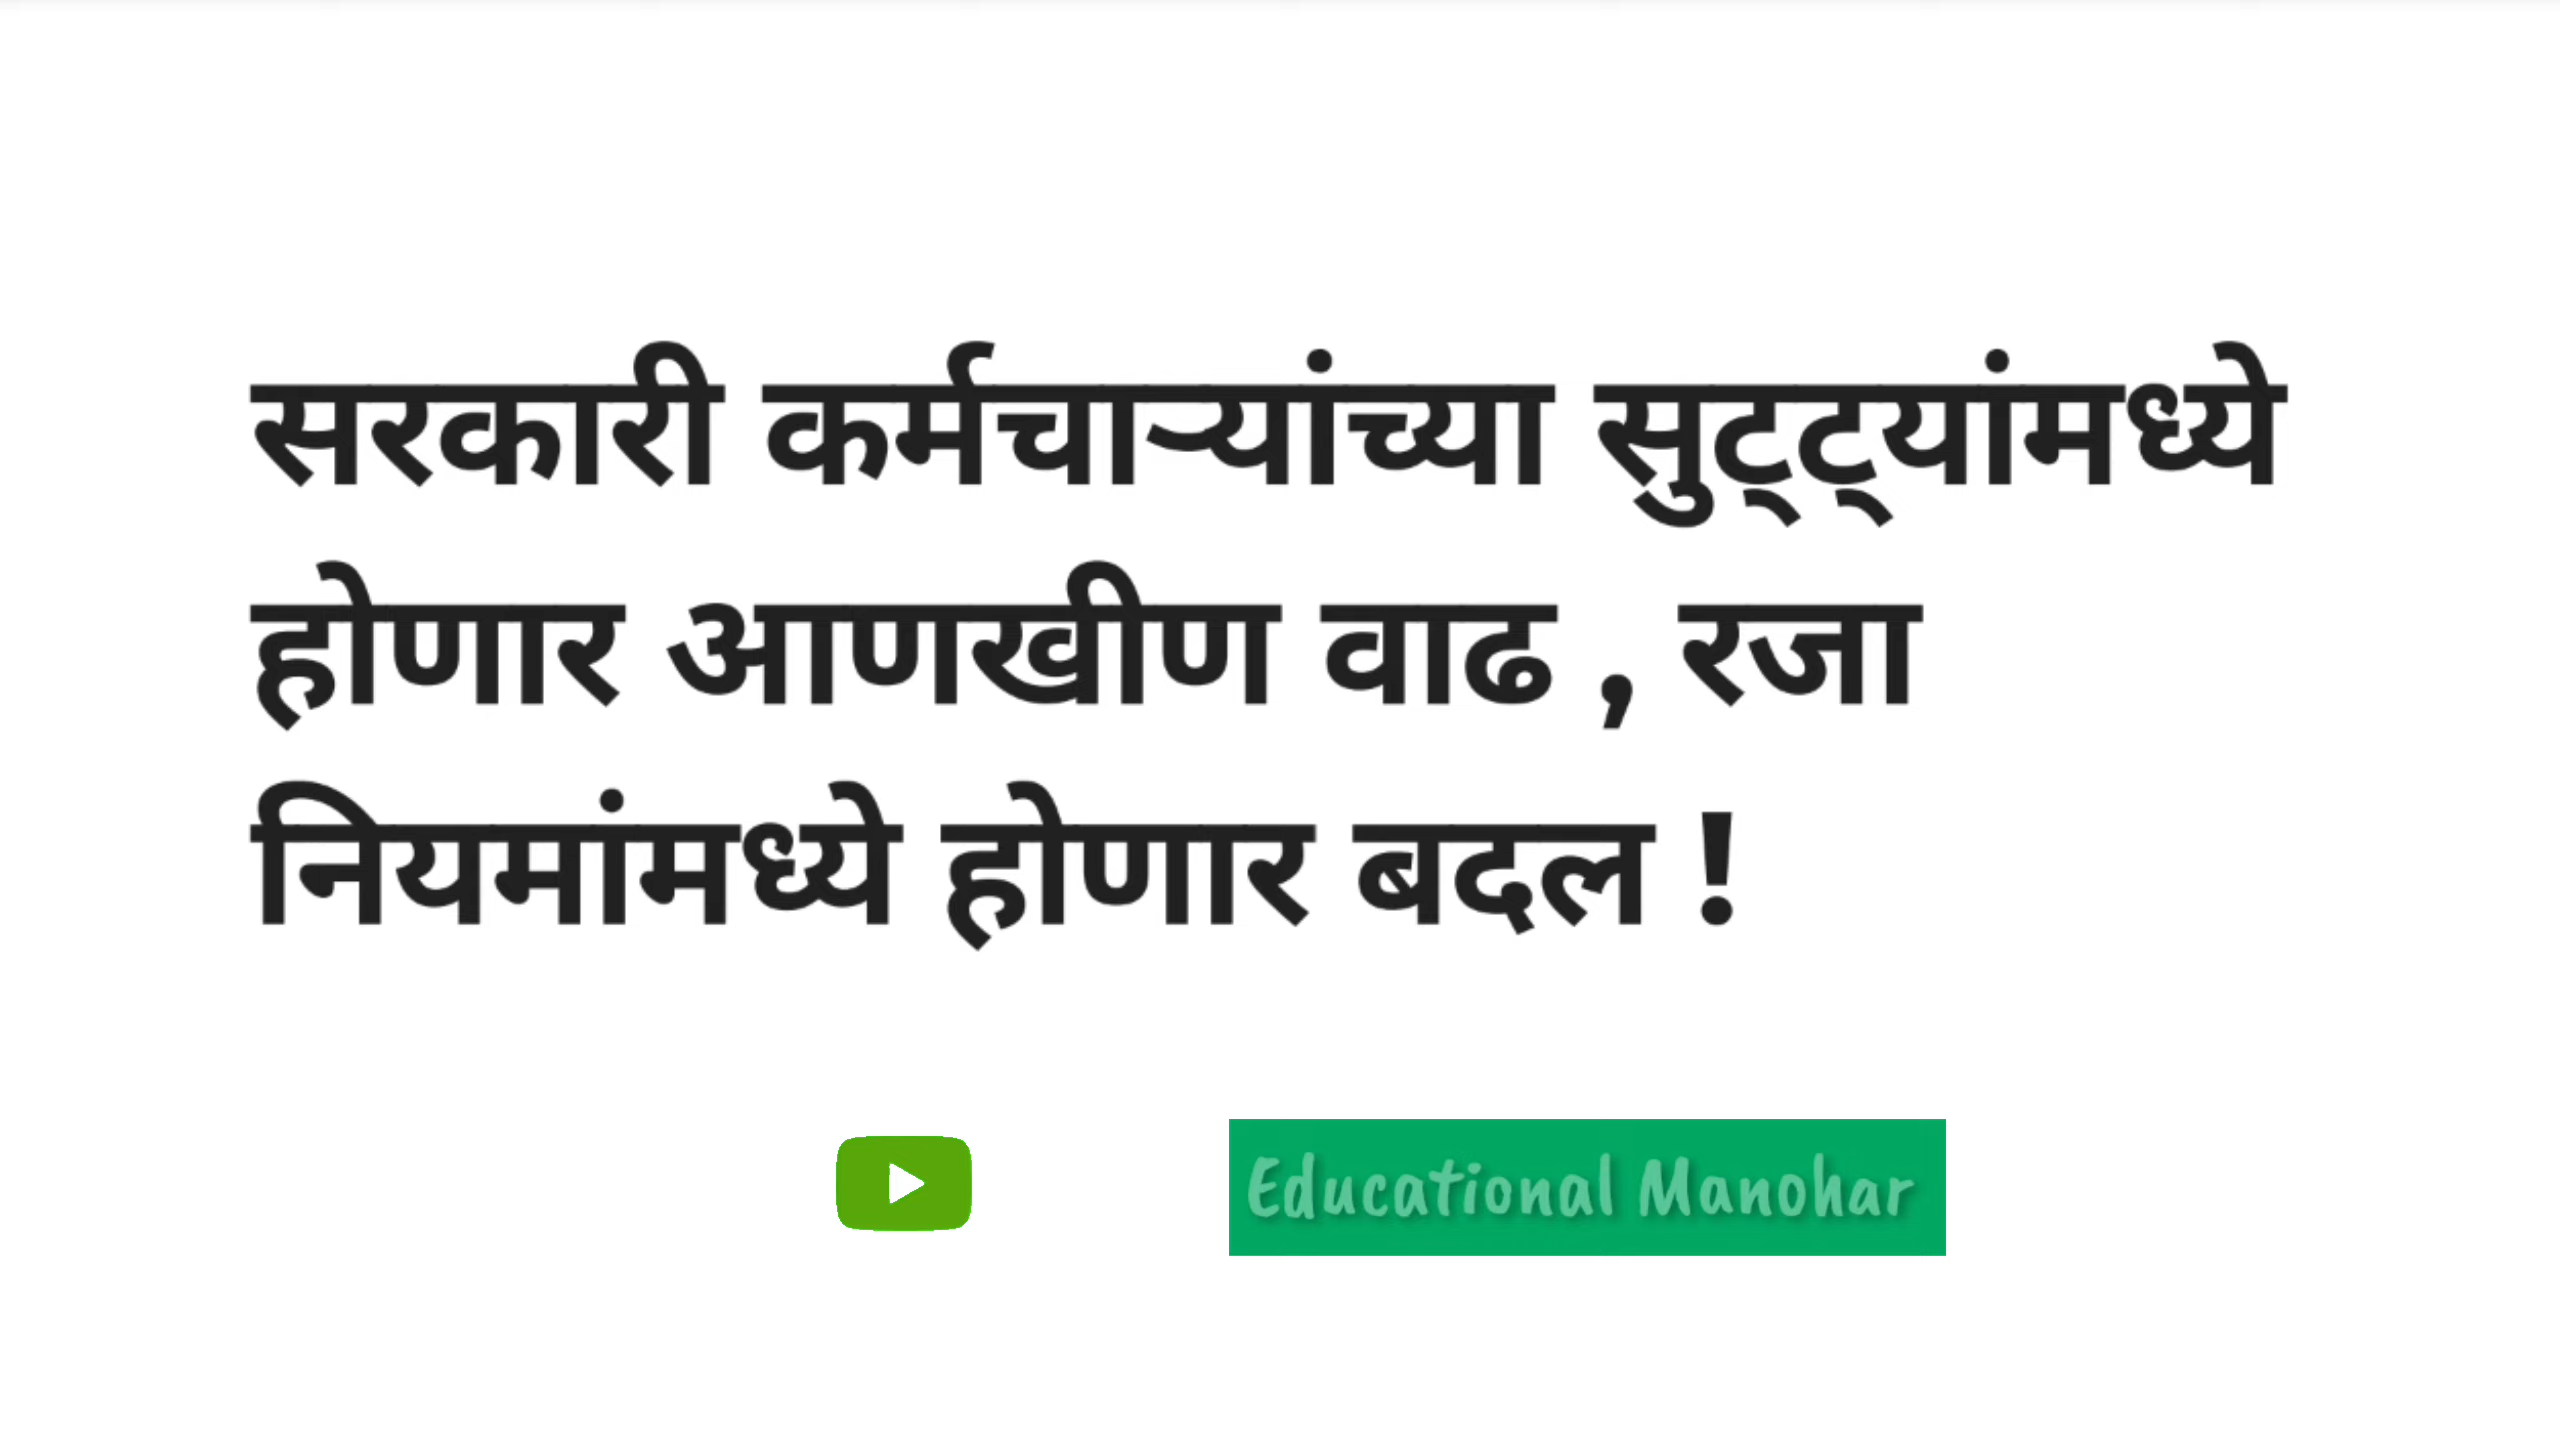 सरकारी कर्मचाऱ्यांच्या सुट्ट्यांमध्ये
होणार आणखीण वाढ , रजा
नियमांमध्ये होणार बदल !
Educational Manohar